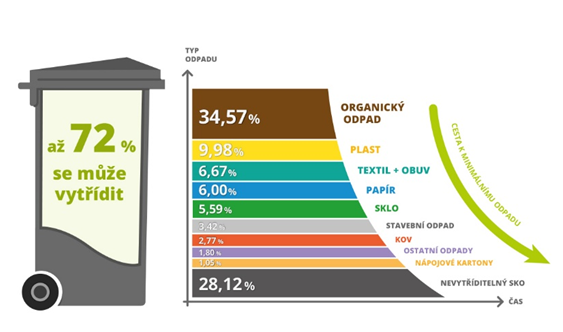 až 72 %
se může
vytřídit
TYP
ODPADU
34,57 %
ORGANICKÝ
ODPAD
9,98 %
PLAST
6,67 %
TEXTIL + OBUV
6,00 %
PAPÍR
5,59 %
SKLO
3,42 %
STAVEBNÍ ODPAD
2,77 %
KOV
1,80 %
OSTATNÍ ODPADY
1,05 %
NÁPOJOVÉ KARTONY
28,12 %
NEVYTŘÍDITELNÝ SKO
ČAS
CESTA K MINIMÁLNÍMU ODPADU